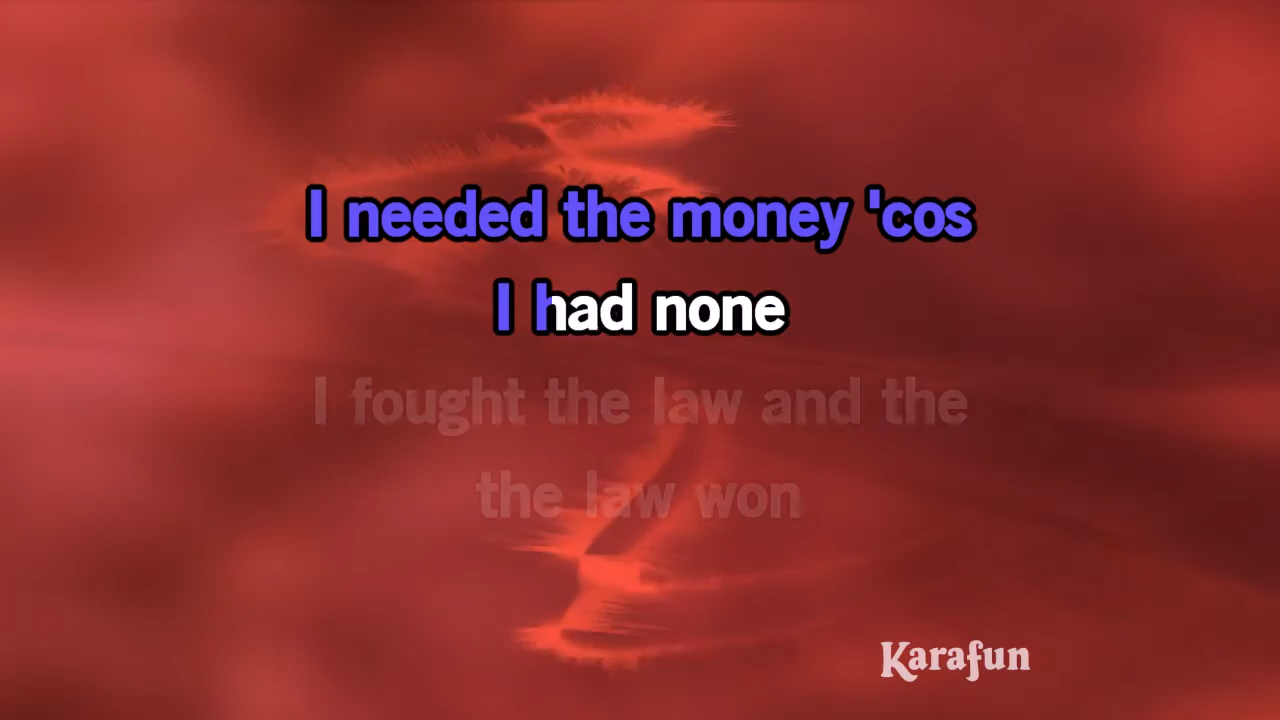 I needed the money 'cos
I had none
I fought the law and the
the law won
Karafun